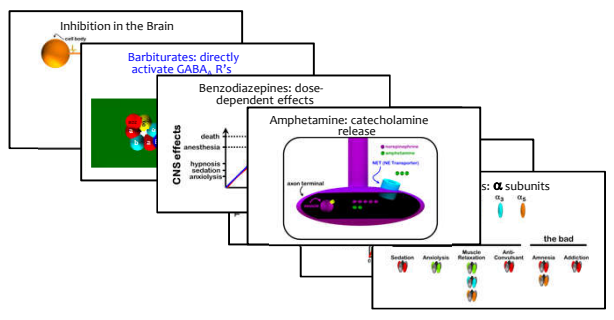 Inhibition in the Brain
cell body
Barbiturates: directly
activate GABAA R's
Benzodiazepines: dose-
dependent effects
CNS effects
death
anesthesia
hypnosis
sedation
anxiolysis
Amphetamine: catecholamine
release
norepinephrine
amphetamine
NET (NE Transporter)
axon terminal
s: α subunits
α3
α5
the bad
Sedation
Anxiolysis
Muscle
Relaxation
Anti-
Convulsant
Amnesia
Addiction